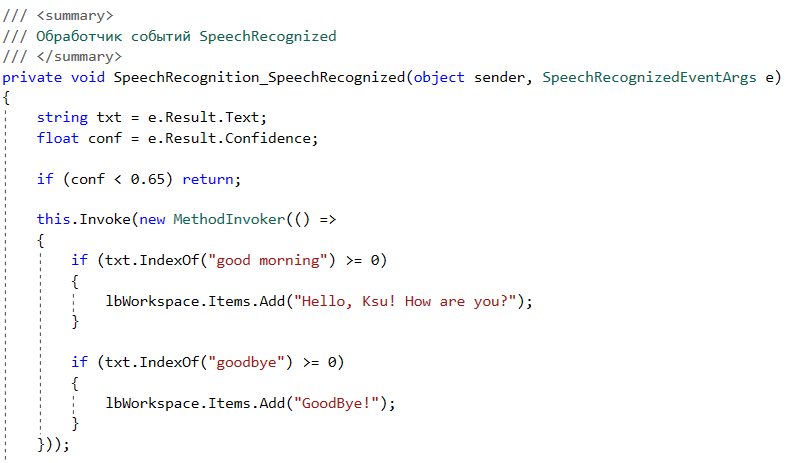 /// <summary>
/// Обработчик событий SpeechRecognized
/// </summary>
private void SpeechRecognition_SpeechRecognized(object sender, SpeechRecognizedEventArgs e)
{
    string txt = e.Result.Text;
    float conf = e.Result.Confidence;

    if (conf < 0.65) return;

    this.Invoke(new MethodInvoker(() =>
    {
        if (txt.IndexOf("good morning") >= 0)
        {
            lbWorkspace.Items.Add("Hello, Ksu! How are you?");
        }

        if (txt.IndexOf("goodbye") >= 0)
        {
            lbWorkspace.Items.Add("GoodBye!");
        }
    }));